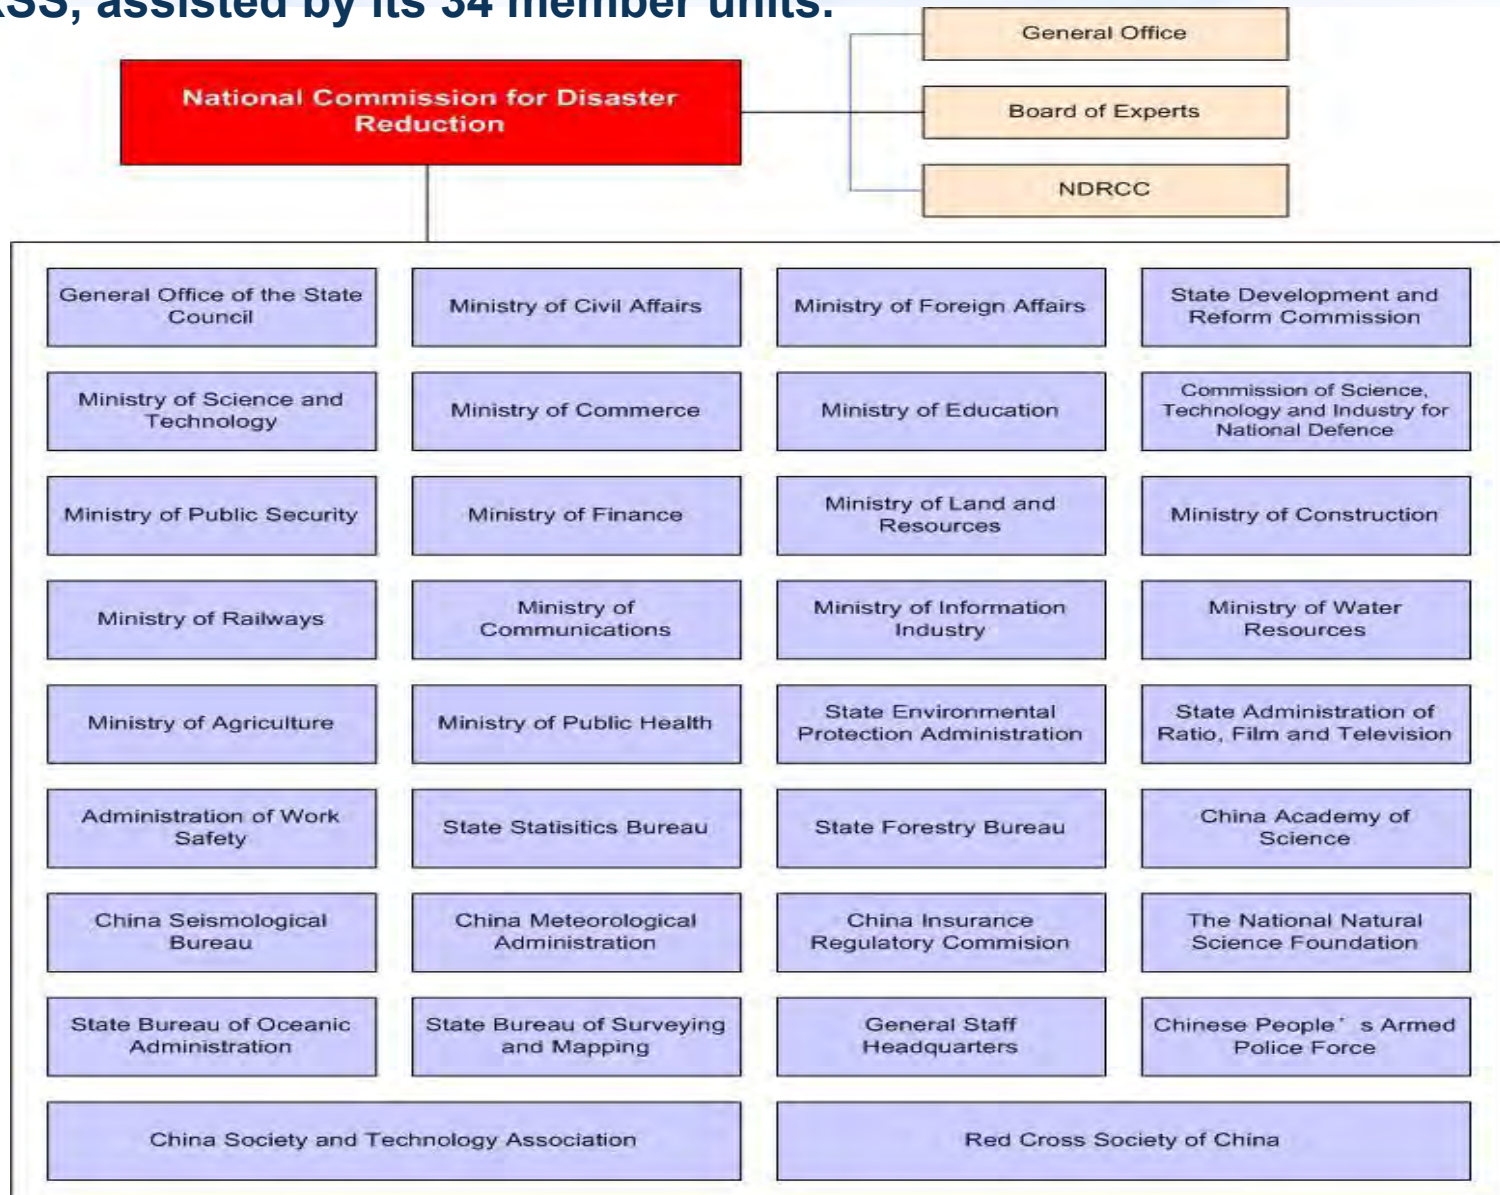 assisted by its 34 member units.
General Office
National Commission for Disaster
Reduction
Board of Experts
NDRCC
General Office of the State
Council
Ministry of Civil Affairs
Ministry of Foreign Affairs
State Development and
Reform Commission
Ministry of Science and
Technology
Ministry of Commerce
Ministry of Education
Commission of Science,
Technology and Industry for
National Defence
Ministry of Public Security
Ministry of Finance
Ministry of Land and
Resources
Ministry of Construction
Ministry of Railways
Ministry of
Communications
Ministry of Information
Industry
Ministry of Water
Resources
Ministry of Agriculture
Ministry of Public Health
State Environmental
Protection Administration
State Administration of
Ratio, Film and Television
Administration of Work
Safety
State Statisitics Bureau
State Forestry Bureau
China Academy of
Science
China Seismological
Bureau
China Meteorological
Administration
China Insurance
Regulatory Commision
The National Natural
Science Foundation
State Bureau of Oceanic
Administration
State Bureau of Surveying
and Mapping
General Staff
Headquarters
Chinese People’s Armed
Police Force
China Society and Technology Association
Red Cross Society of China